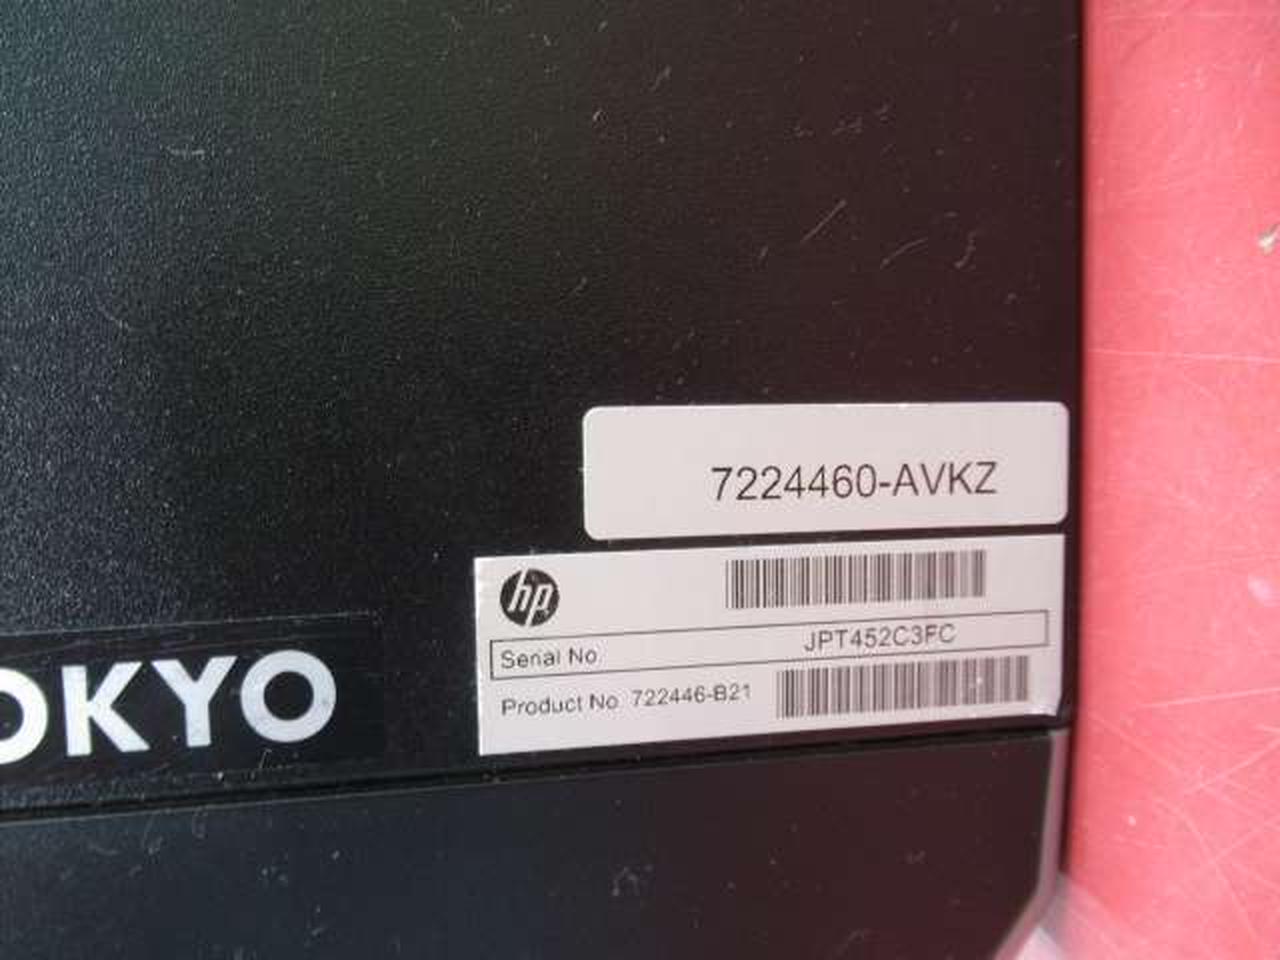 7224460-AVKZ
hp
Serial No JPT452C3FC
Product No 722446-B21
OKYO